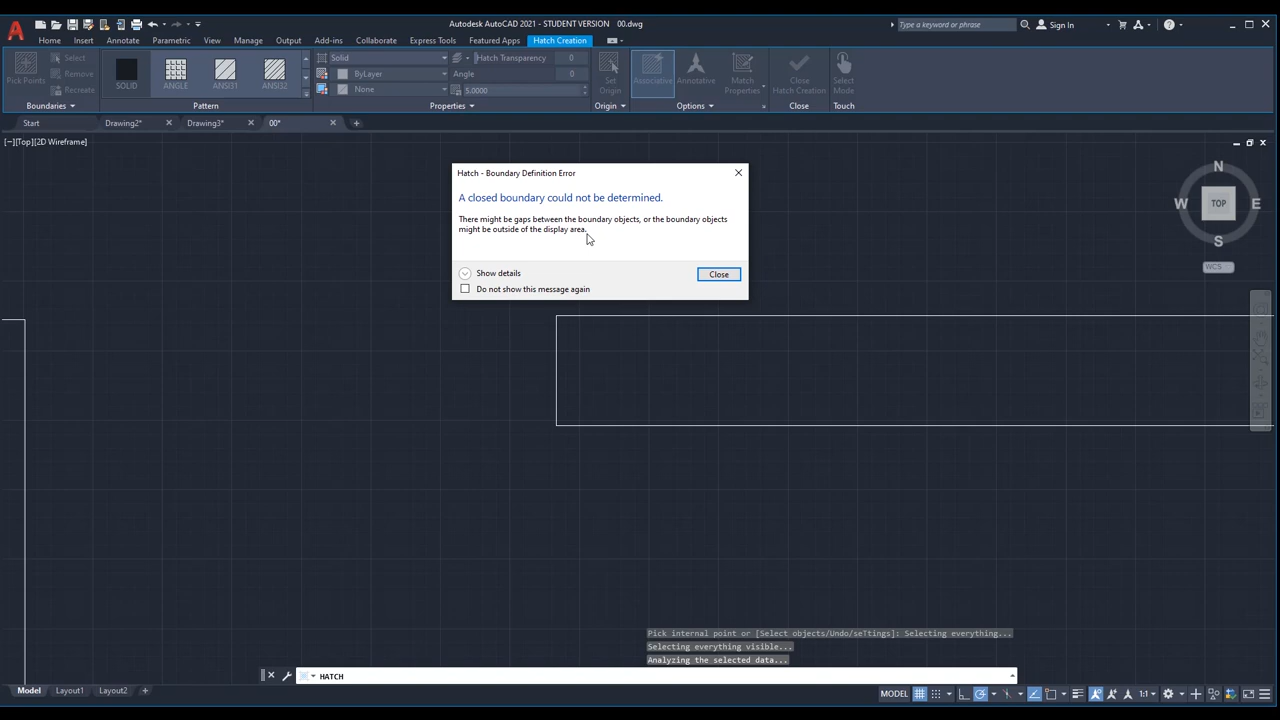 Autodesk AutoCAD 2021 - STUDENT VERSION 00.dwg
Type a keyword or phrase
Sign In
Home Insert Annotate Parametric View Manage Output Add-ins Collaborate Express Tools Featured Apps Hatch Creation
Pick Points
Select
Remove
Recreate
SOLID
ANGLE
ANSI31
ANSI32
Solid
ByLayer
None
Hatch Transparency 0
Angle 0
5.0000
Set Origin
Associative
Annotative
Match Properties
Close Hatch Creation
Select Mode
Boundaries
Pattern
Properties
Origin
Options
Close
Touch
Start
Drawing2*
Drawing3*
00*
[−][Top][2D Wireframe]
N
W
TOP
E
S
WCS
Hatch - Boundary Definition Error
A closed boundary could not be determined.
There might be gaps between the boundary objects, or the boundary objects
might be outside of the display area.
Show details
Close
Do not show this message again
Pick internal point or [Select objects/Undo/seTtings]: Selecting everything...
Selecting everything visible...
Analyzing the selected data...
HATCH
Model
Layout1
Layout2
MODEL
1:1